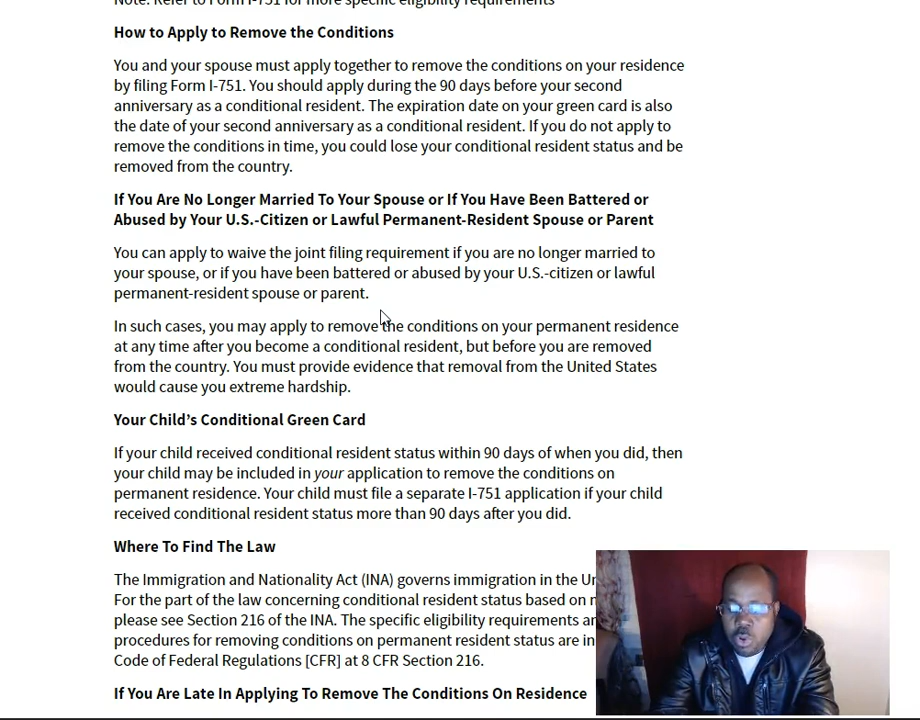 Note: Refer to Form I-751 for more specific eligibility requirements
How to Apply to Remove the Conditions
You and your spouse must apply together to remove the conditions on your residence
by filing Form I-751. You should apply during the 90 days before your second
anniversary as a conditional resident. The expiration date on your green card is also
the date of your second anniversary as a conditional resident. If you do not apply to
remove the conditions in time, you could lose your conditional resident status and be
removed from the country.
If You Are No Longer Married To Your Spouse or If You Have Been Battered or
Abused by Your U.S.-Citizen or Lawful Permanent-Resident Spouse or Parent
You can apply to waive the joint filing requirement if you are no longer married to
your spouse, or if you have been battered or abused by your U.S.-citizen or lawful
permanent-resident spouse or parent.
In such cases, you may apply to remove the conditions on your permanent residence
at any time after you become a conditional resident, but before you are removed
from the country. You must provide evidence that removal from the United States
would cause you extreme hardship.
Your Child’s Conditional Green Card
If your child received conditional resident status within 90 days of when you did, then
your child may be included in your application to remove the conditions on
permanent residence. Your child must file a separate I-751 application if your child
received conditional resident status more than 90 days after you did.
Where To Find The Law
The Immigration and Nationality Act (INA) governs immigration in the
For the part of the law concerning conditional resident status based on
please see Section 216 of the INA. The specific eligibility requirements
procedures for removing conditions on permanent resident status are in
Code of Federal Regulations [CFR] at 8 CFR Section 216.
If You Are Late In Applying To Remove The Conditions On Residence